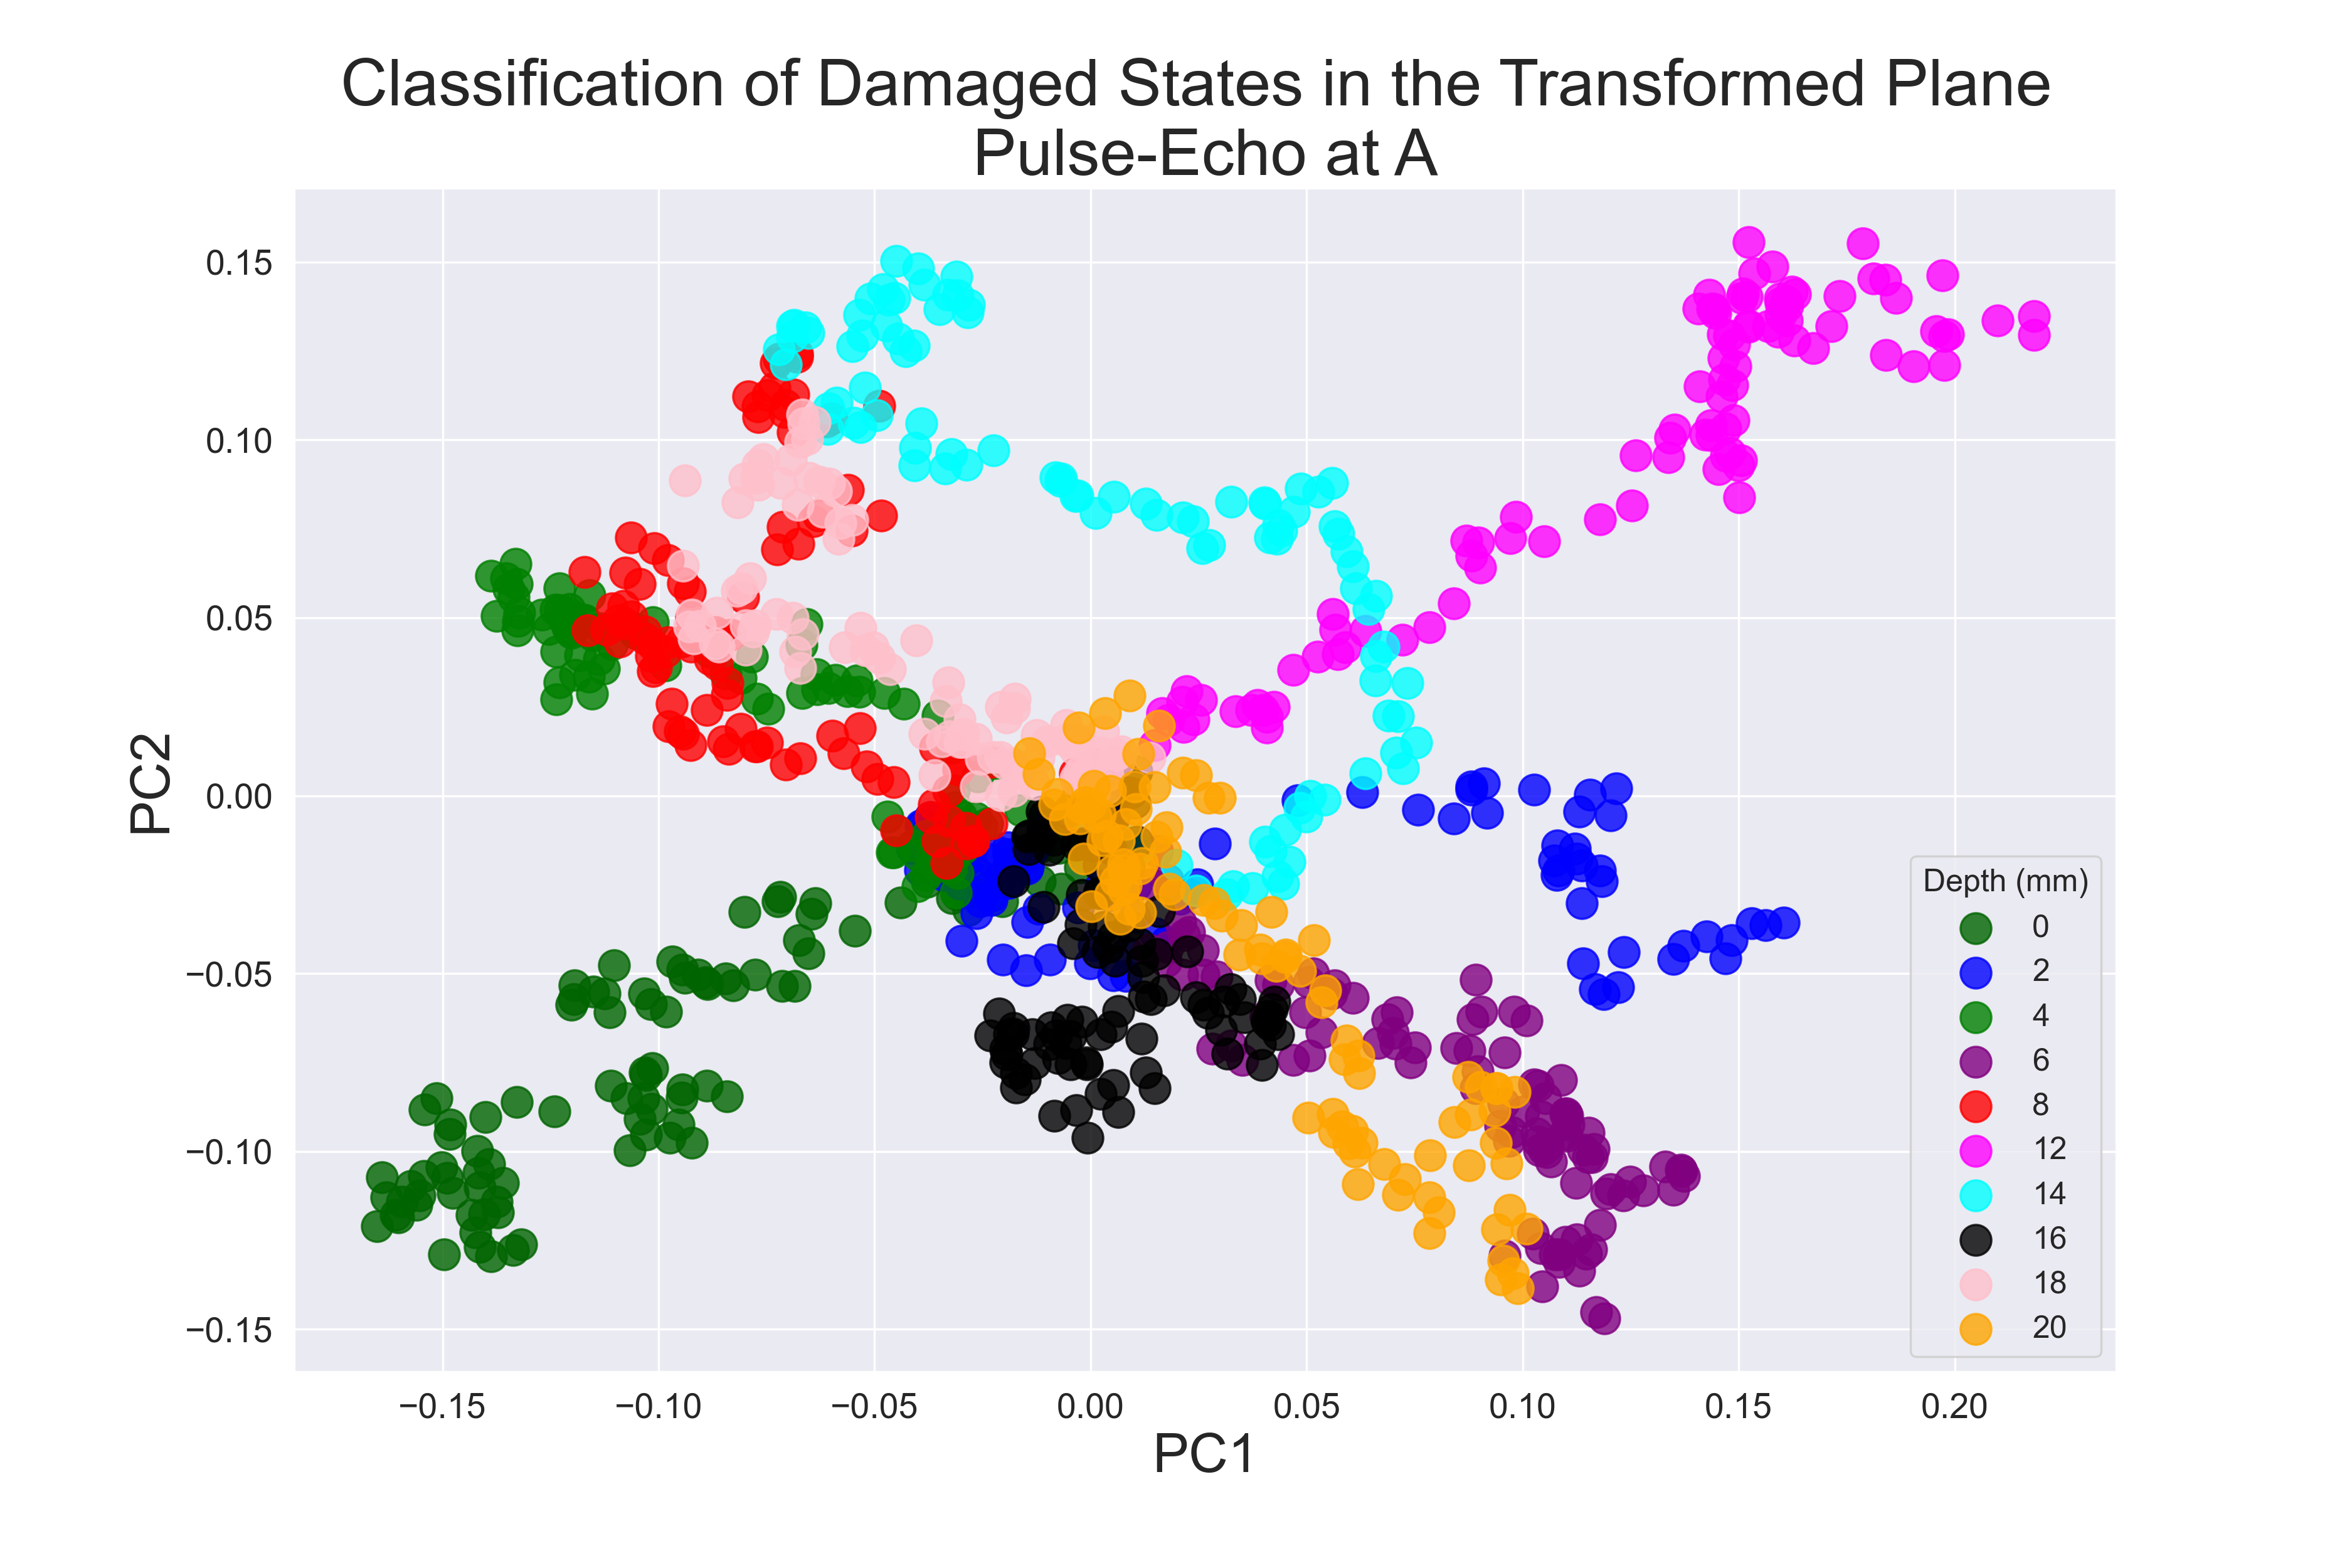 Classification of Damaged States in the Transformed Plane
Pulse-Echo at A
PC2
0.15
0.10
0.05
0.00
−0.05
−0.10
−0.15
Depth (mm)
0
2
4
6
8
12
14
16
18
20
−0.15 −0.10 −0.05 0.00 0.05 0.10 0.15 0.20
PC1